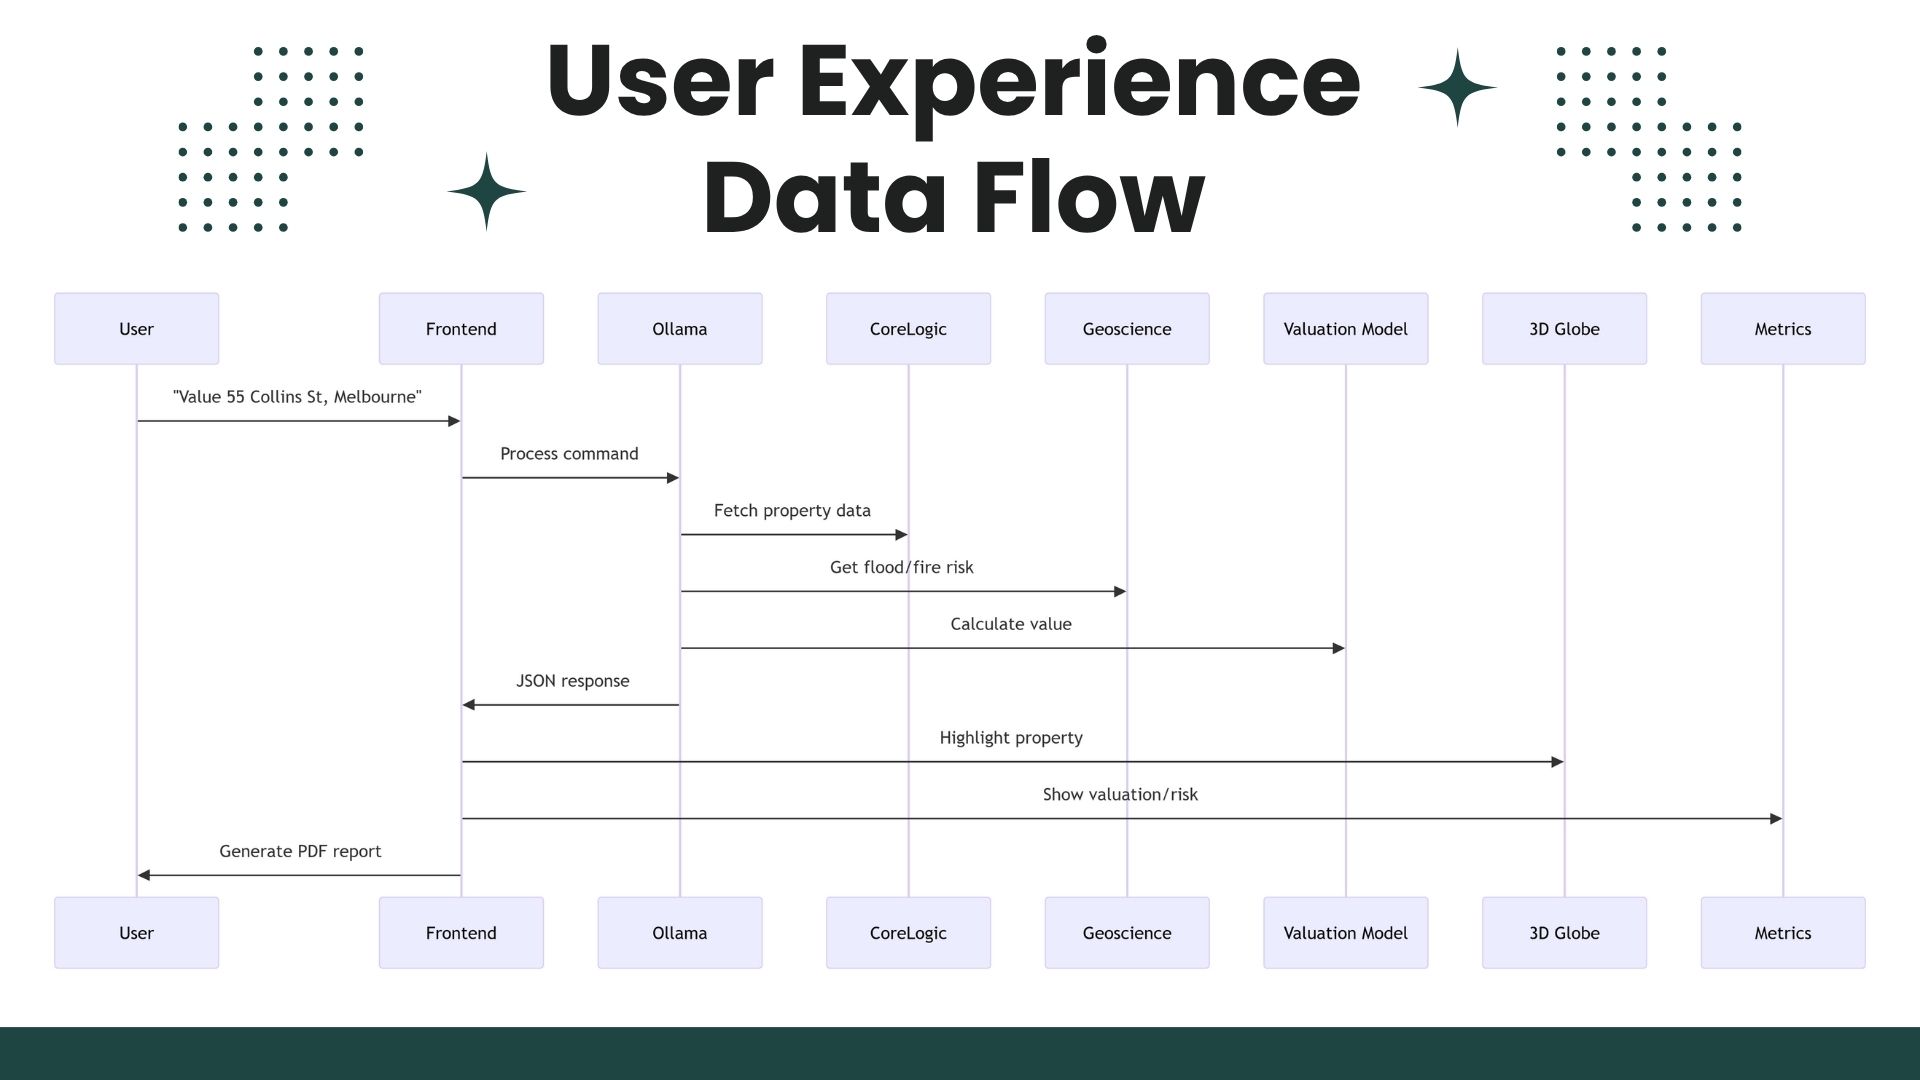 User Experience
Data Flow
User
Frontend
Ollama
CoreLogic
Geoscience
Valuation Model
3D Globe
Metrics
"Value 55 Collins St, Melbourne"
Process command
Fetch property data
Get flood/fire risk
Calculate value
JSON response
Highlight property
Show valuation/risk
Generate PDF report
User
Frontend
Ollama
CoreLogic
Geoscience
Valuation Model
3D Globe
Metrics